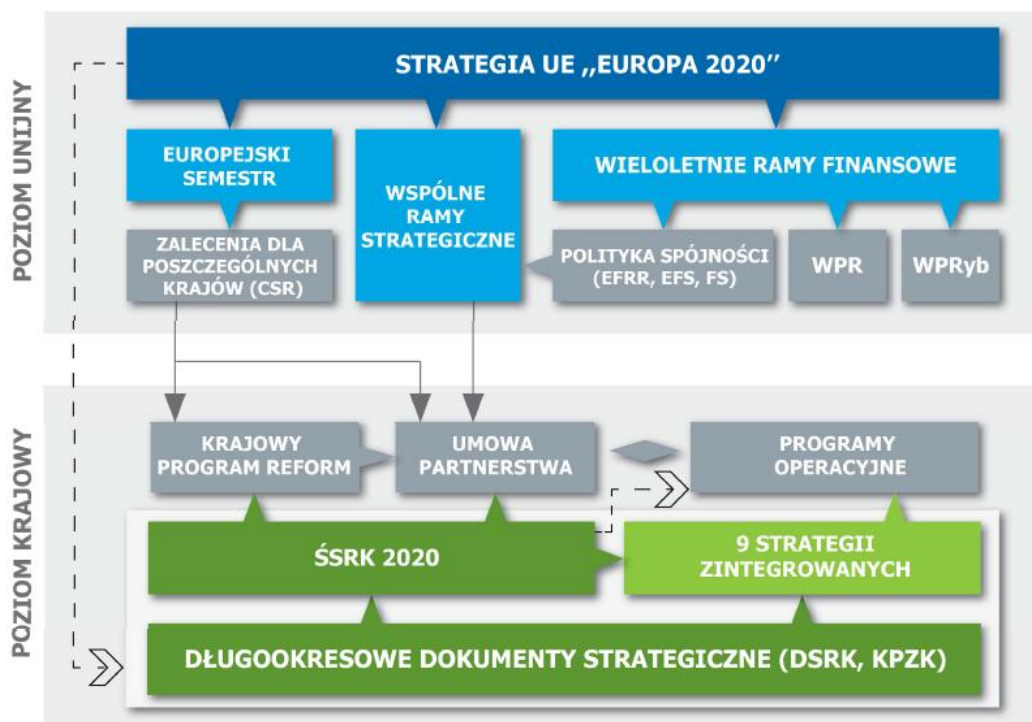 POZIOM UNIJNY
STRATEGIA UE „EUROPA 2020”
EUROPEJSKI
SEMESTR
WSPÓLNE
RAMY
STRATEGICZNE
WIELOLETNIE RAMY FINANSOWE
ZALECENIA DLA
POSZCZEGÓLNYCH
KRAJÓW (CSR)
POLITYKA SPÓJNOŚCI
(EFRR, EFS, FS)
WPR
WPRyb
POZIOM KRAJOWY
KRAJOWY
PROGRAM REFORM
UMOWA
PARTNERSTWA
PROGRAMY
OPERACYJNE
ŚSRK 2020
9 STRATEGII
ZINTEGROWANYCH
DŁUGOOKRESOWE DOKUMENTY STRATEGICZNE (DSRK, KPZK)